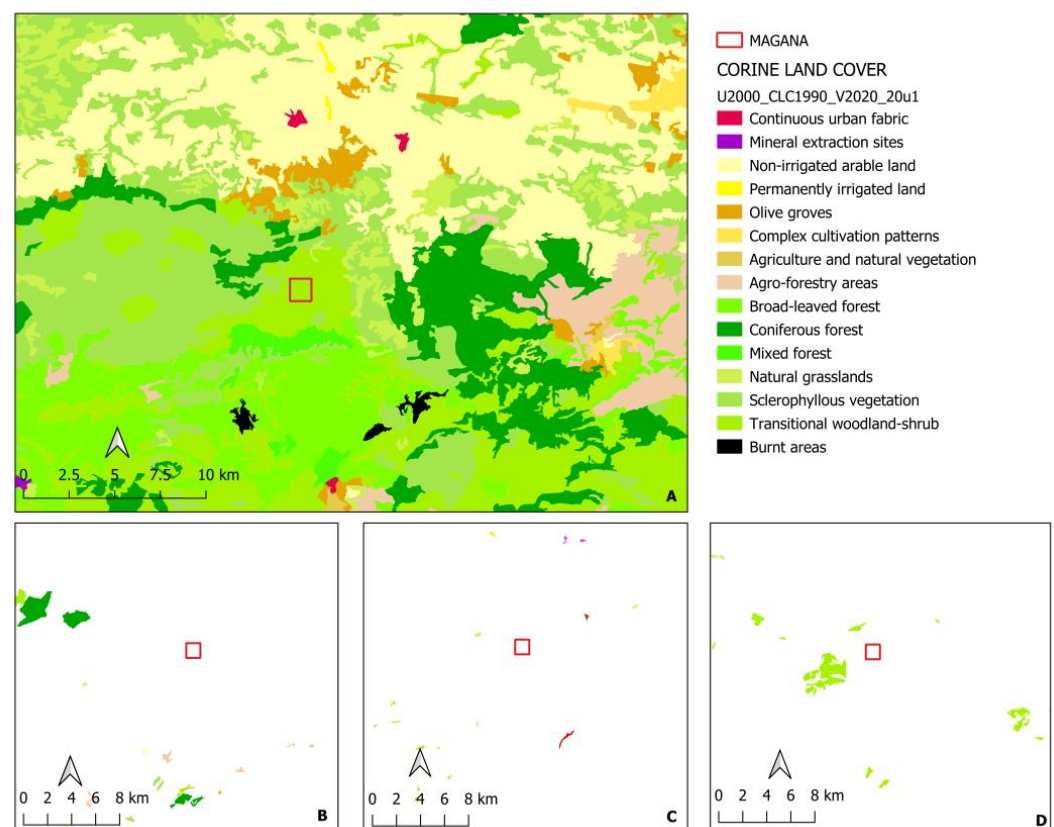 MAGANA
CORINE LAND COVER
U2000_CLC1990_V2020_20u1
Continuous urban fabric
Mineral extraction sites
Non-irrigated arable land
Permanently irrigated land
Olive groves
Complex cultivation patterns
Agriculture and natural vegetation
Agro-forestry areas
Broad-leaved forest
Coniferous forest
Mixed forest
Natural grasslands
Sclerophyllous vegetation
Transitional woodland-shrub
Burnt areas
0 2.5 5 7.5 10 km
A
0 2 4 6 8 km
B
0 2 4 6 8 km
C
0 2 4 6 8 km
D